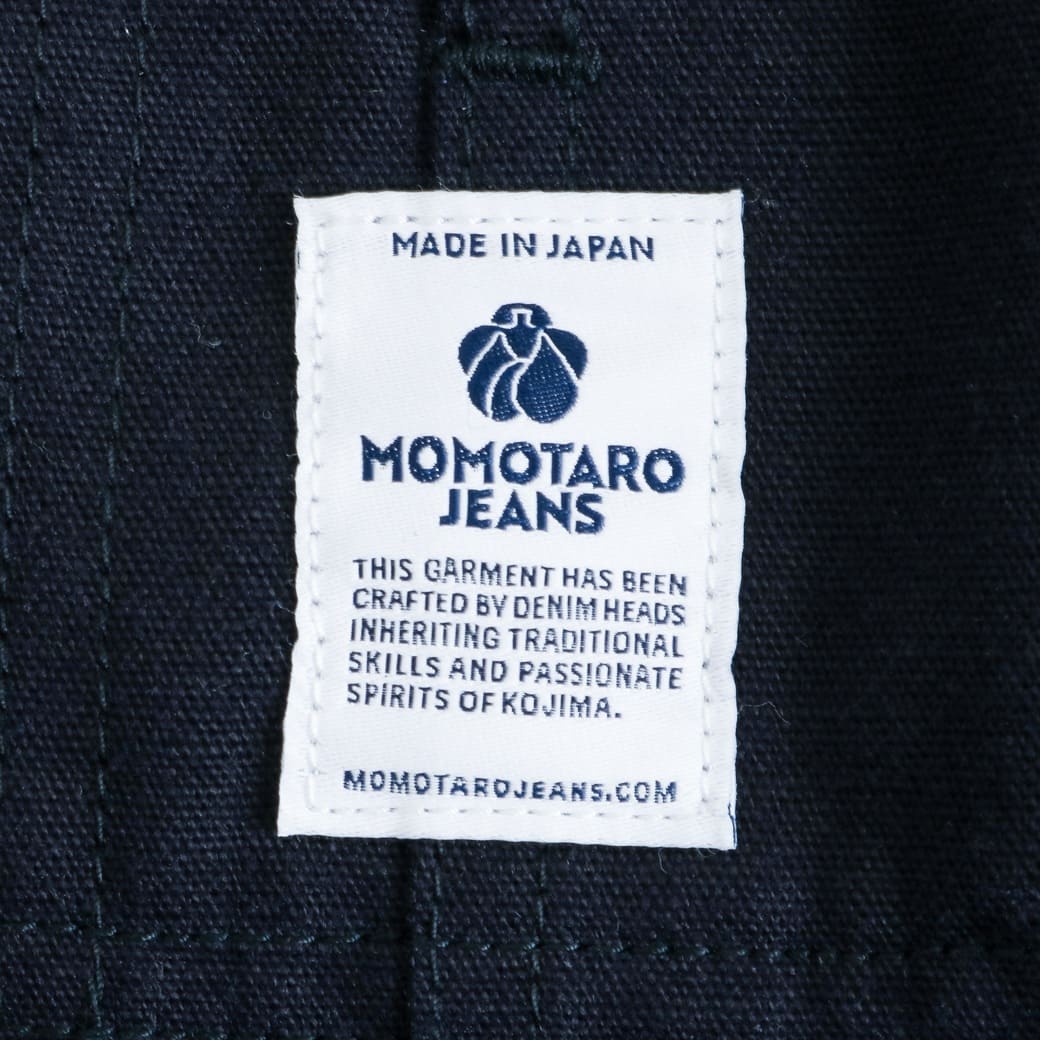 MADE IN JAPAN
MOMOTARO
JEANS
THIS GARMENT HAS BEEN
CRAFTED BY DENIM HEADS
INHERITING TRADITIONAL
SKILLS AND PASSIONATE
SPIRITS OF KOJIMA.
MOMOTAROJEANS.COM